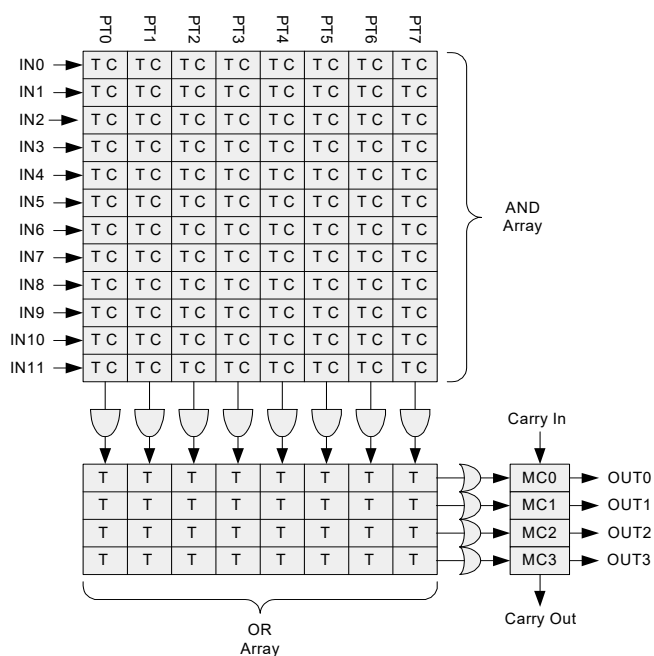 PT0 PT1 PT2 PT3 PT4 PT5 PT6 PT7
IN0 T C T C T C T C T C T C T C T C
IN1 T C T C T C T C T C T C T C T C
IN2 T C T C T C T C T C T C T C T C
IN3 T C T C T C T C T C T C T C T C
IN4 T C T C T C T C T C T C T C T C
IN5 T C T C T C T C T C T C T C T C
IN6 T C T C T C T C T C T C T C T C
IN7 T C T C T C T C T C T C T C T C
IN8 T C T C T C T C T C T C T C T C
IN9 T C T C T C T C T C T C T C T C
IN10 T C T C T C T C T C T C T C T C
IN11 T C T C T C T C T C T C T C T C
AND
Array
Carry In
T T T T T T T T MC0 OUT0
T T T T T T T T MC1 OUT1
T T T T T T T T MC2 OUT2
T T T T T T T T MC3 OUT3
Carry Out
OR
Array